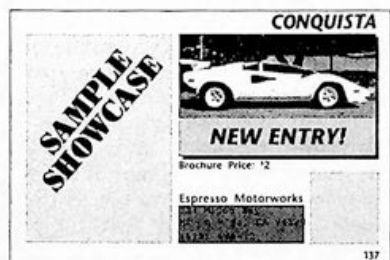 CONQUISTA
SAMPLE
SHOWCASE
NEW ENTRY!
Brochure Price: $2
Espresso Motorworks
137